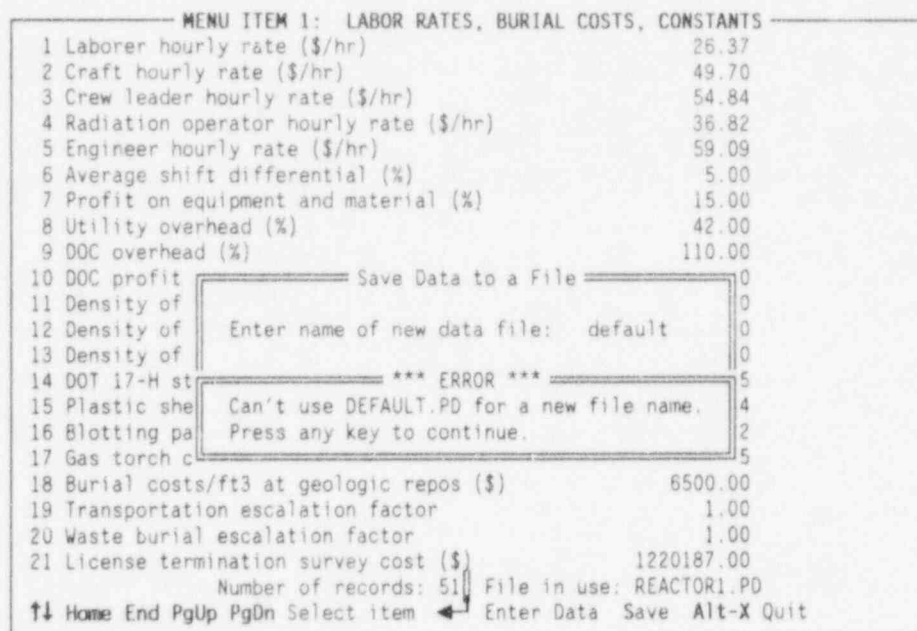 MENU ITEM 1: LABOR RATES, BURIAL COSTS, CONSTANTS
1 Laborer hourly rate ($/hr) 26.37
2 Craft hourly rate ($/hr) 49.70
3 Crew leader hourly rate ($/hr) 54.84
4 Radiation operator hourly rate ($/hr) 36.82
5 Engineer hourly rate ($/hr) 59.09
6 Average shift differential (%) 5.00
7 Profit on equipment and material (%) 15.00
8 Utility overhead (%) 42.00
9 DOC overhead (%) 110.00
10 DOC profit Save Data to a File 0
11 Density of 0
12 Density of Enter name of new data file: default 0
13 Density of 0
14 DOT 17-H st *** ERROR *** 5
15 Plastic she Can't use DEFAULT.PD for a new file name. 4
16 Blotting pa Press any key to continue. 2
17 Gas torch c 5
18 Burial costs/ft3 at geologic repos ($) 6500.00
19 Transportation escalation factor 1.00
20 Waste burial escalation factor 1.00
21 License termination survey cost ($) 1220187.00
Number of records: 51 File in use: REACTOR1.PD
↑↓ Home End PgUp PgDn Select item ◄┘ Enter Data Save Alt-X Quit